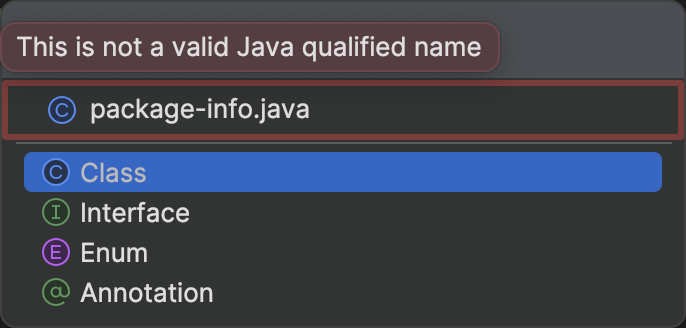 This is not a valid Java qualified name
C package-info.java
C Class
I Interface
E Enum
@ Annotation